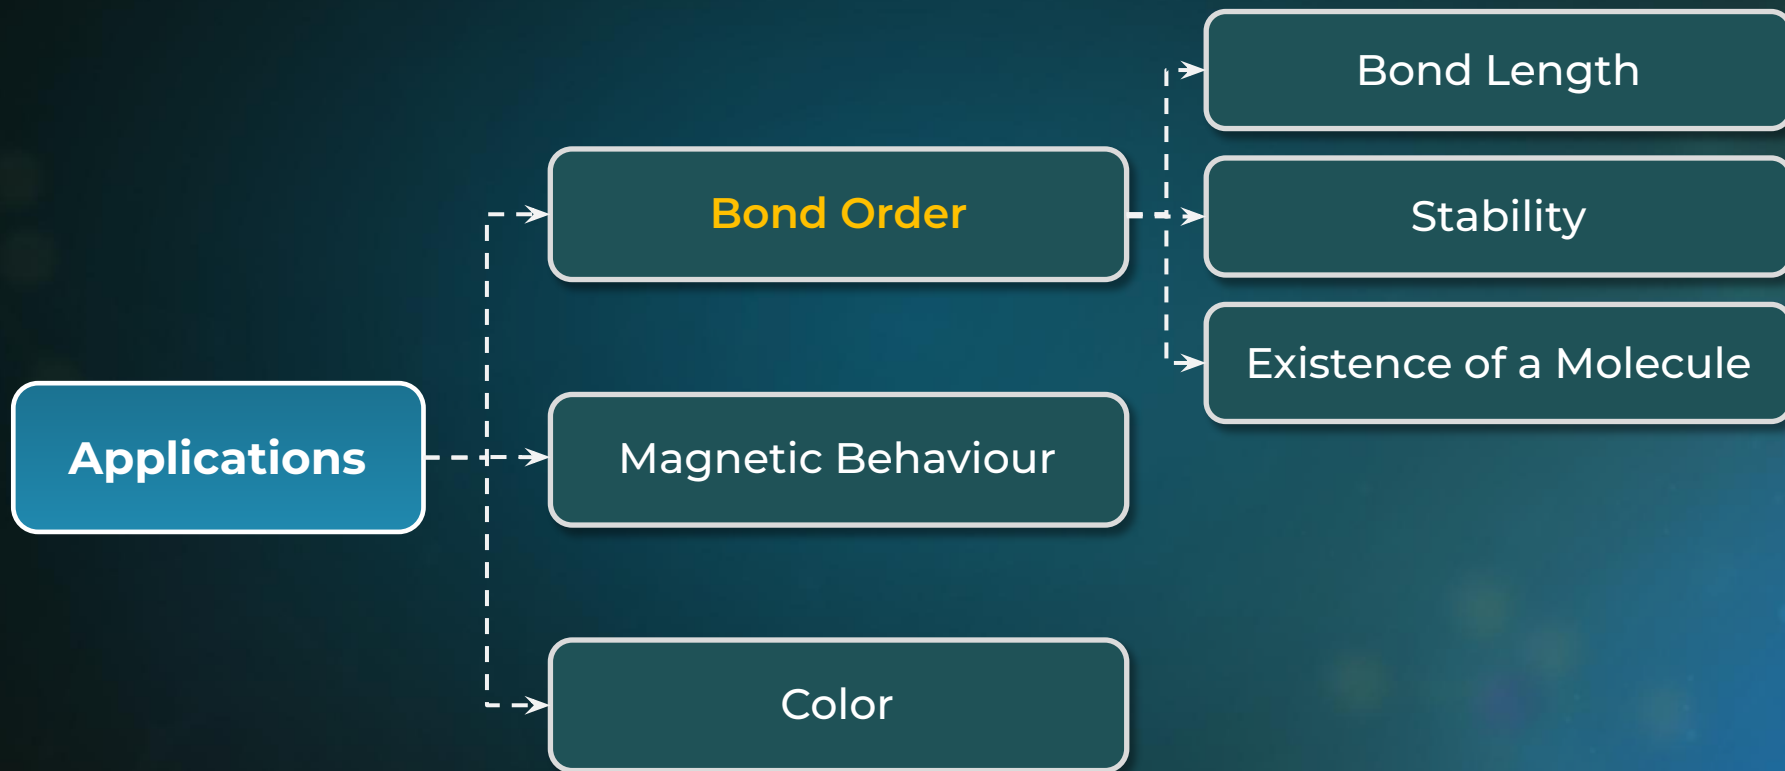 Applications
Bond Order
Magnetic Behaviour
Color
Bond Length
Stability
Existence of a Molecule